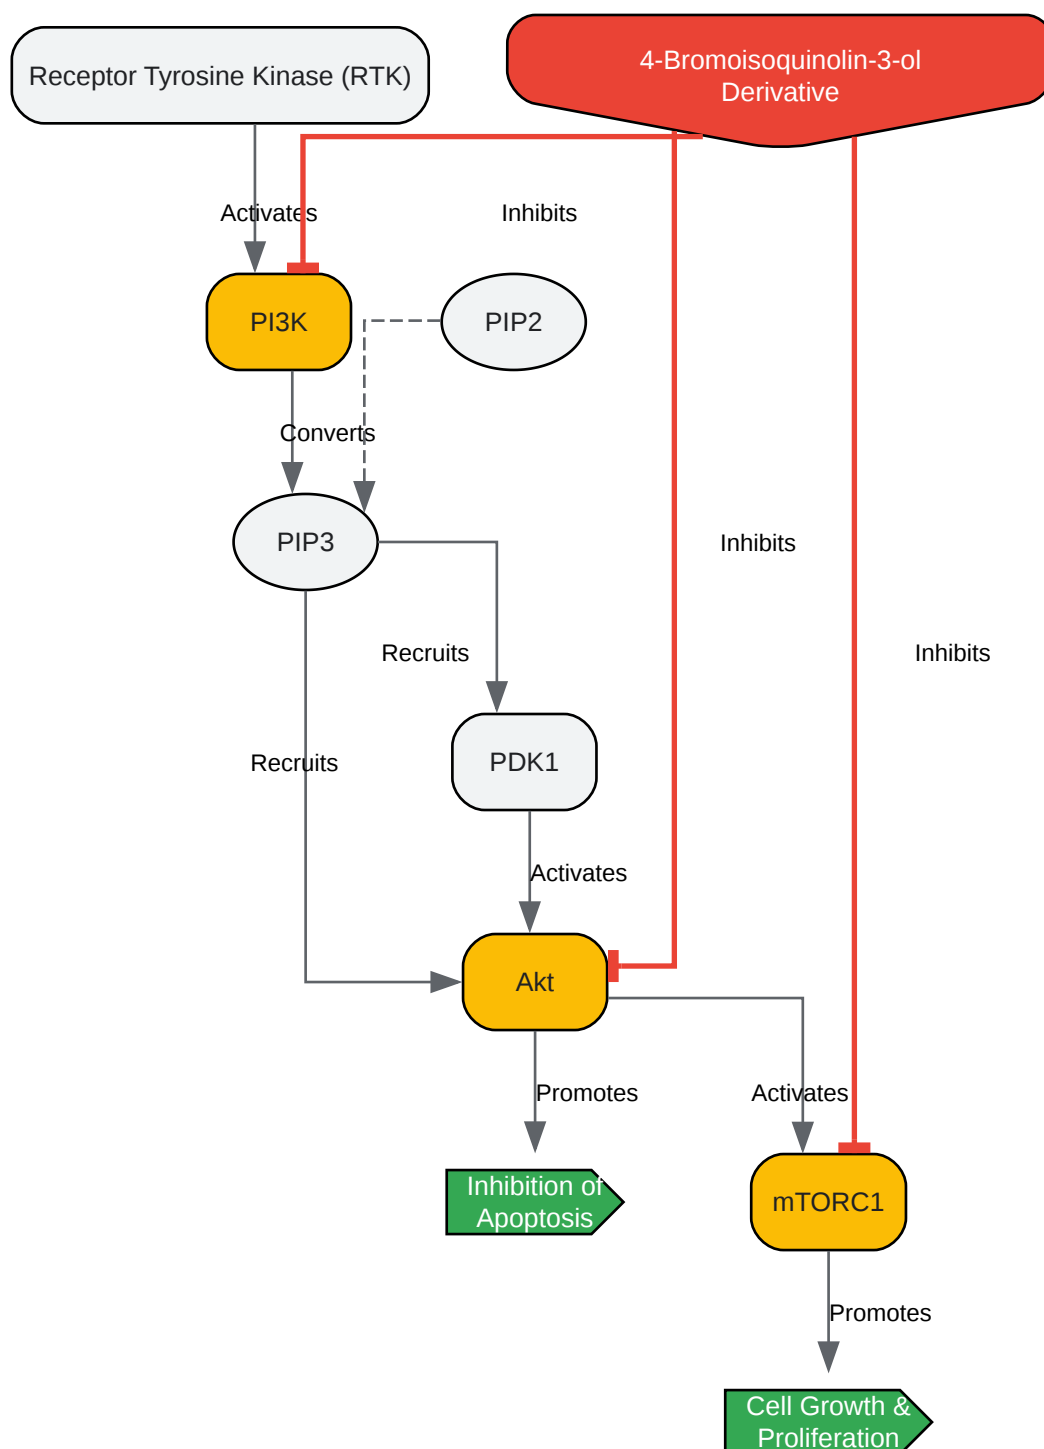 Receptor Tyrosine Kinase (RTK)
4-Bromoisoquinolin-3-ol
Derivative
Activates
Inhibits
PI3K
PIP2
Converts
PIP3
Inhibits
Recruits
Inhibits
Recruits
PDK1
Activates
Akt
Promotes
Activates
Inhibition of
Apoptosis
mTORC1
Promotes
Cell Growth &
Proliferation